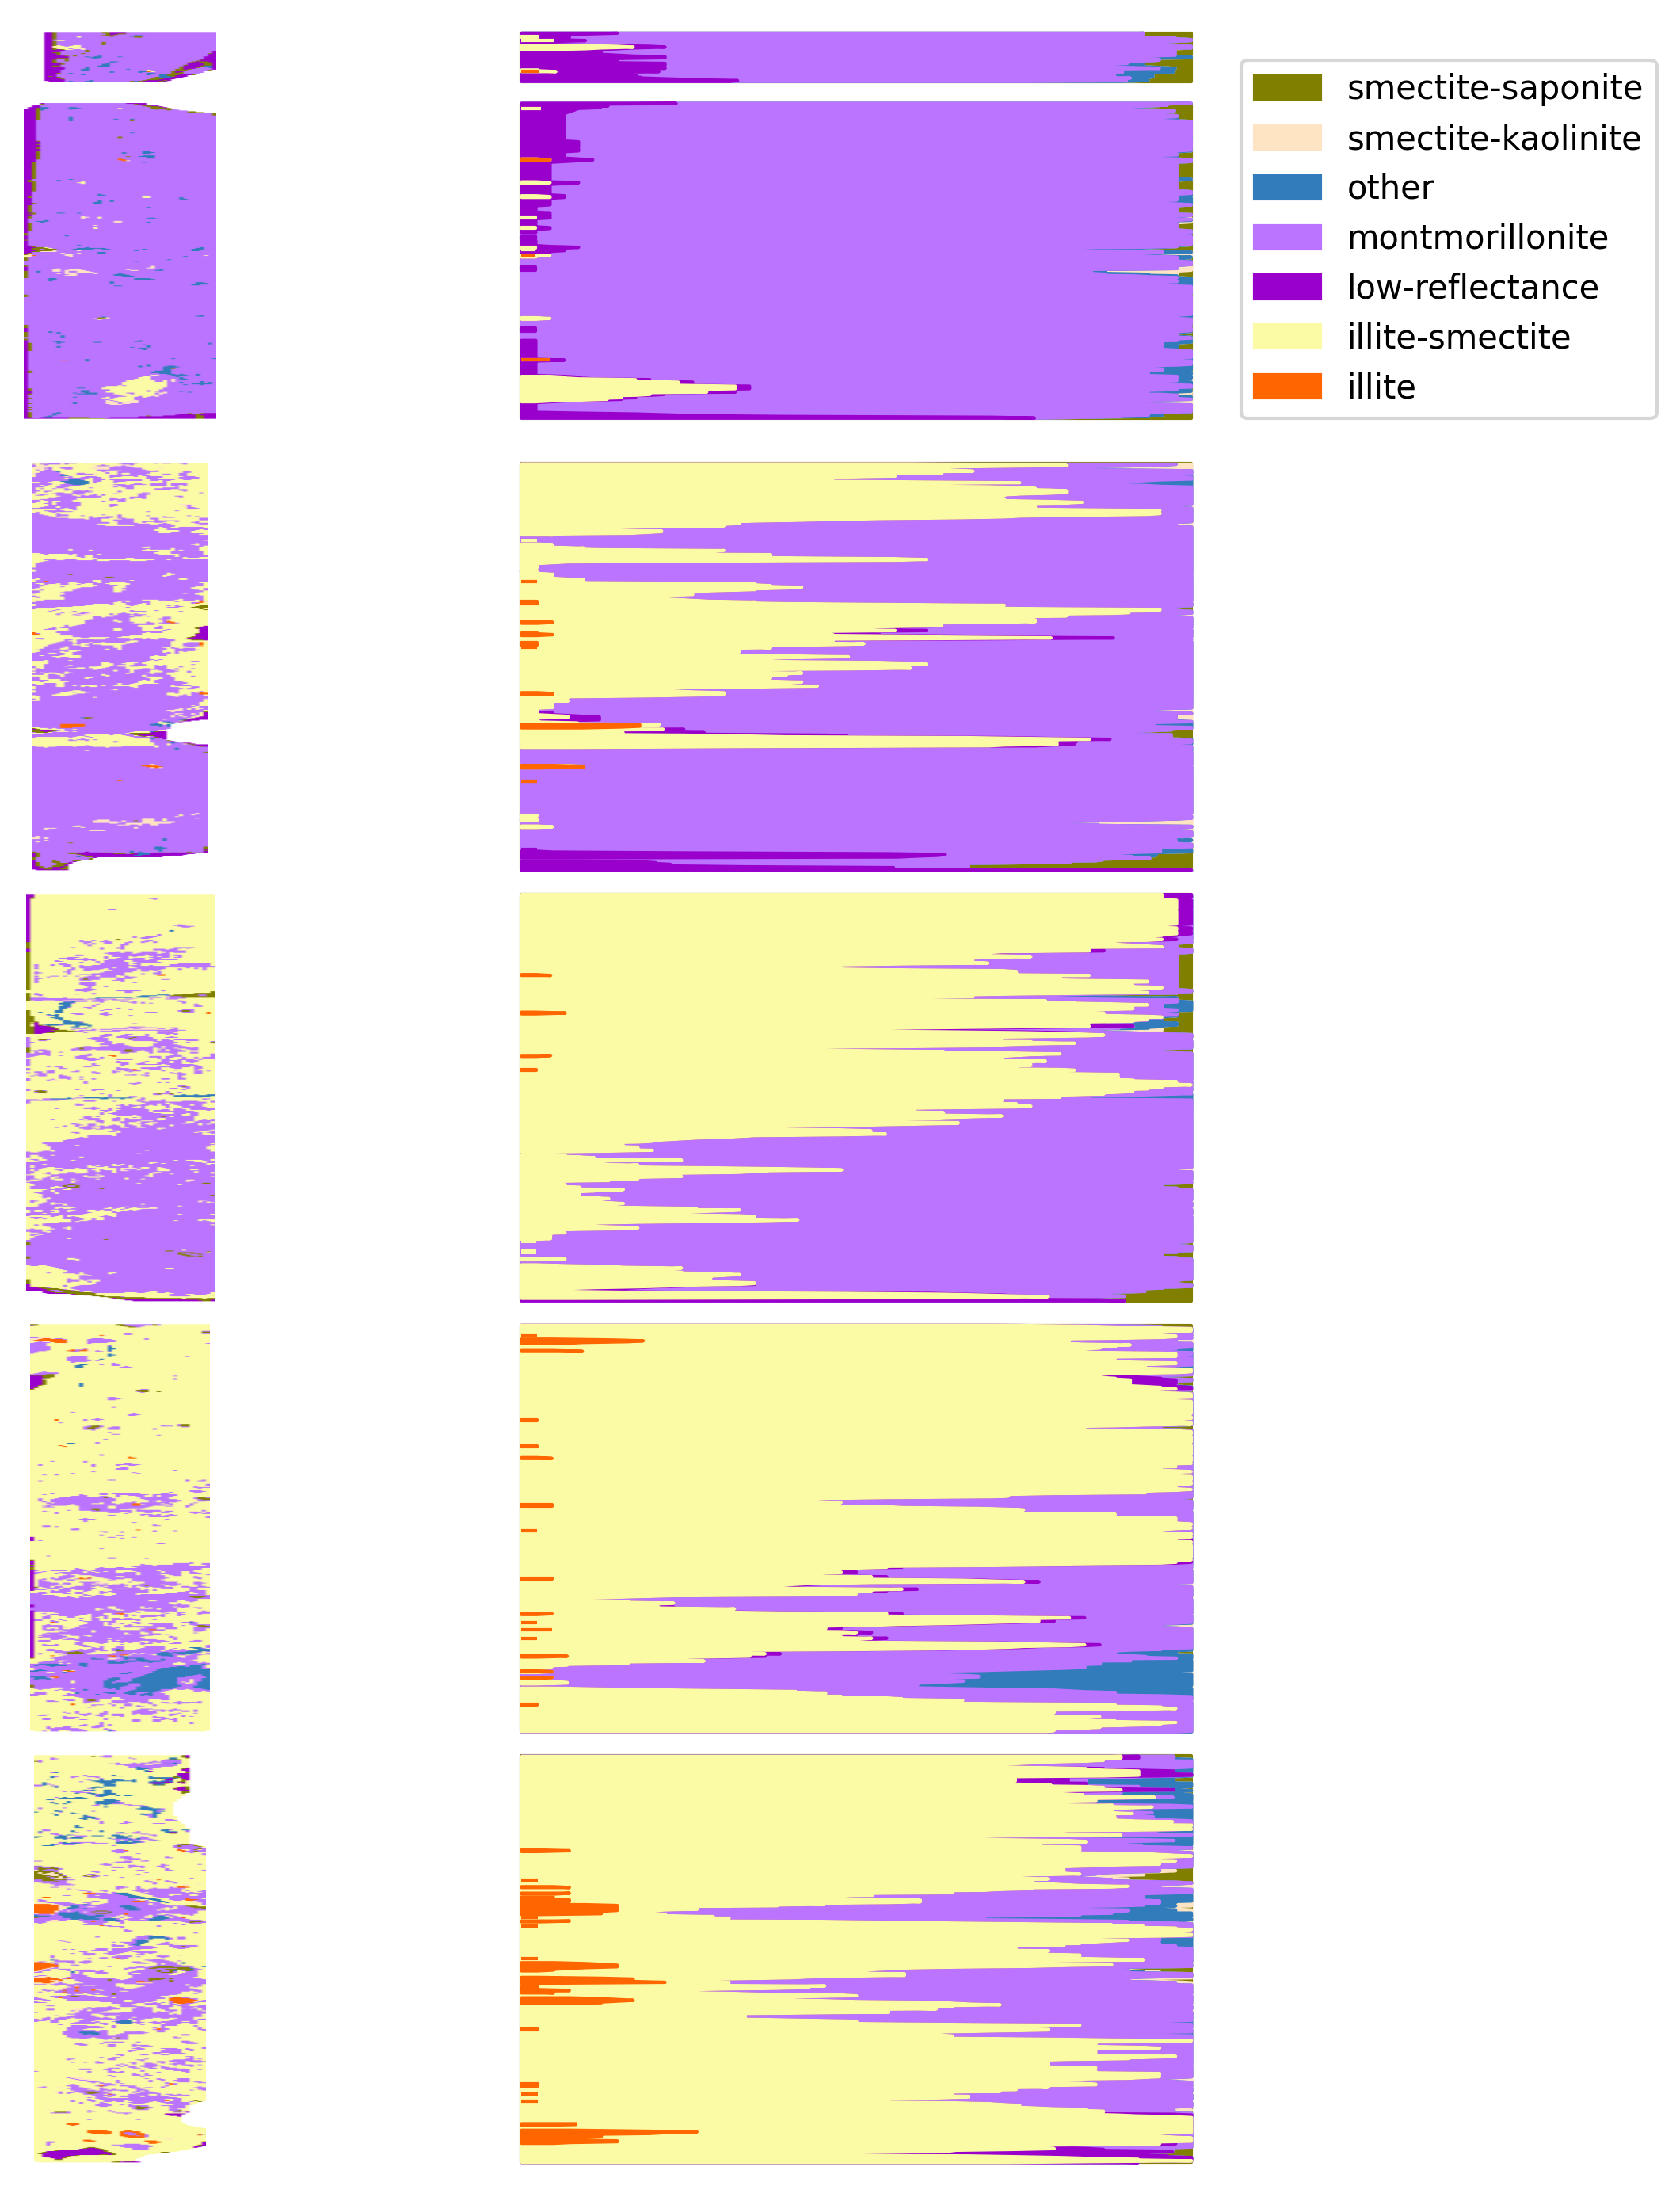 smectite-saponite
smectite-kaolinite
other
montmorillonite
low-reflectance
illite-smectite
illite